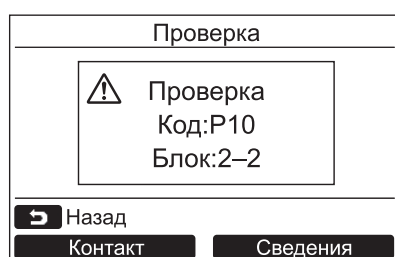 Проверка
Проверка
Код:P10
Блок:2–2
Назад
Контакт Сведения